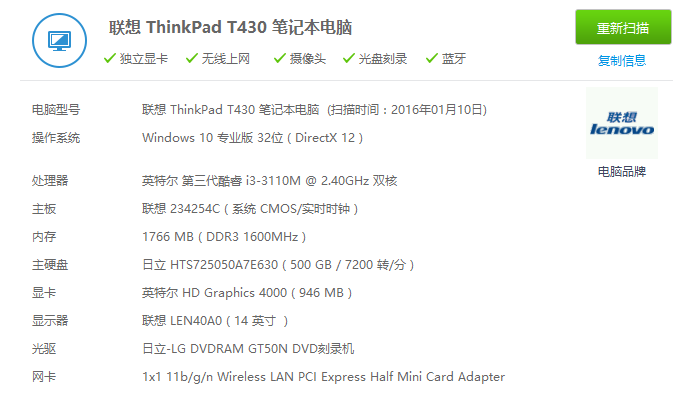 联想 ThinkPad T430 笔记本电脑
独立显卡 无线上网 摄像头 光盘刻录 蓝牙
重新扫描
复制信息
电脑型号 联想 ThinkPad T430 笔记本电脑 (扫描时间：2016年01月10日)
操作系统 Windows 10 专业版 32位 ( DirectX 12 )
联想
lenovo
电脑品牌
处理器 英特尔 第三代酷睿 i3-3110M @ 2.40GHz 双核
主板 联想 234254C ( 系统 CMOS/实时时钟 )
内存 1766 MB ( DDR3 1600MHz )
主硬盘 日立 HTS725050A7E630 ( 500 GB / 7200 转/分 )
显卡 英特尔 HD Graphics 4000 ( 946 MB )
显示器 联想 LEN40A0 ( 14 英寸 )
光驱 日立-LG DVDRAM GT50N DVD刻录机
网卡 1x1 11b/g/n Wireless LAN PCI Express Half Mini Card Adapter